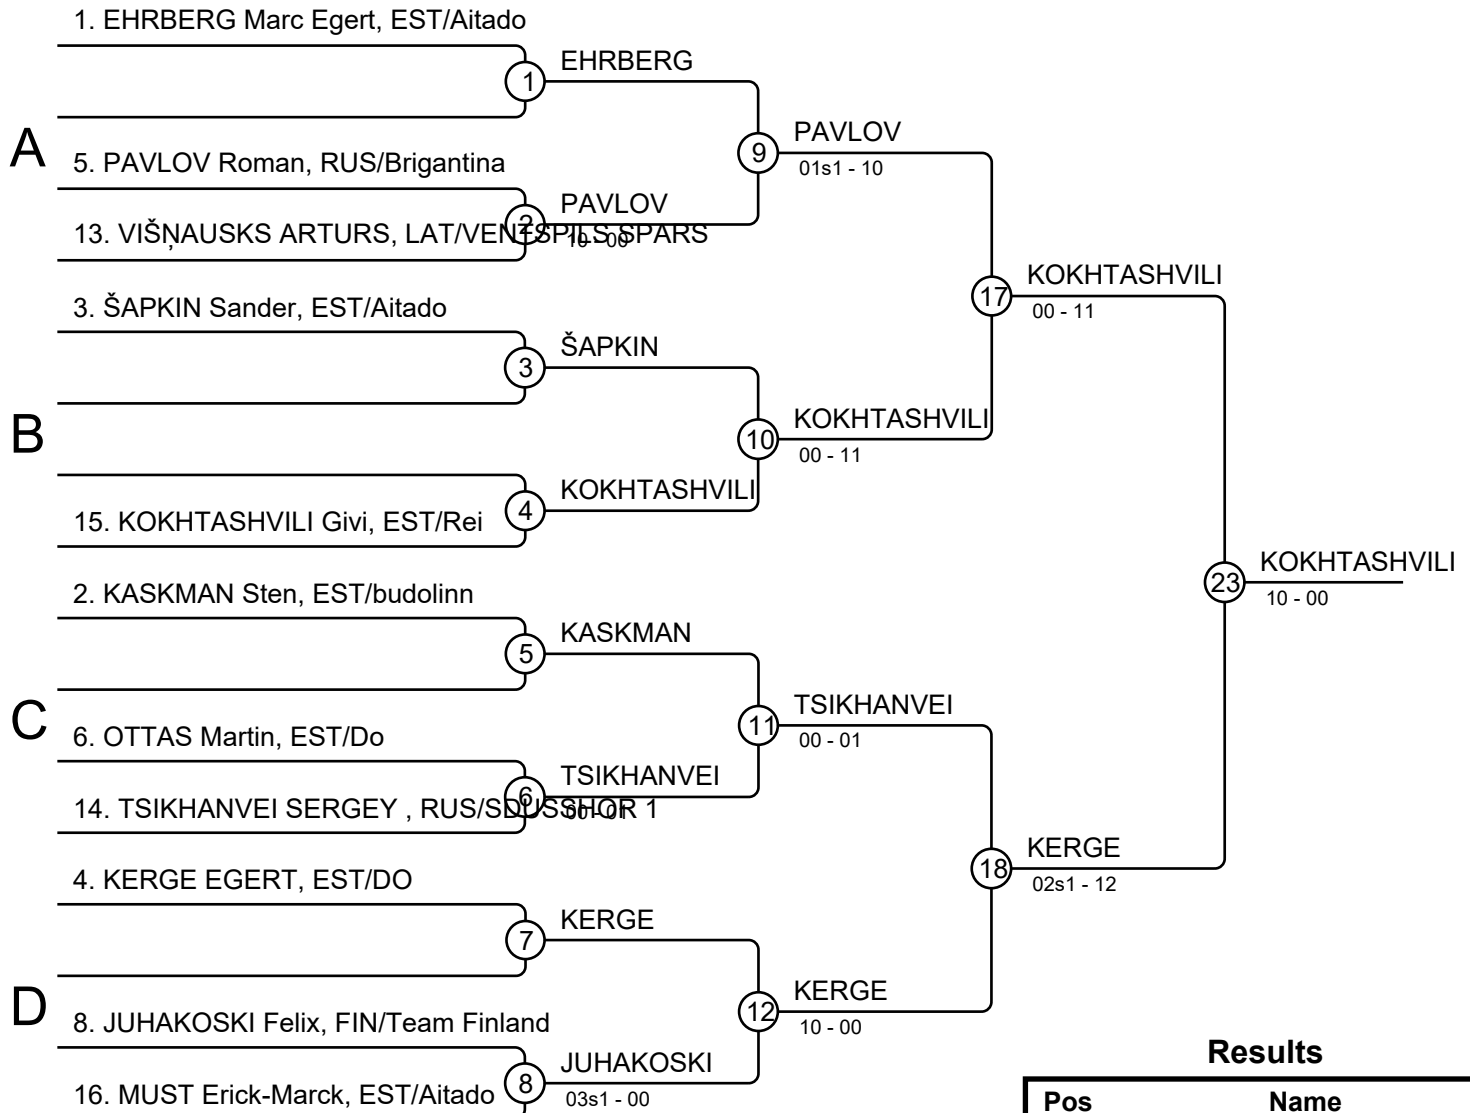 1. EHRBERG Marc Egert, EST/Aitado
1
EHRBERG
A
5. PAVLOV Roman, RUS/Brigantina
9
PAVLOV
01s1 - 10
2
PAVLOV
10 - 00
13. VIŠŅAUSKS ARTURS, LAT/VENTSPILS SPARS
17
KOKHTASHVILI
00 - 11
3. ŠAPKIN Sander, EST/Aitado
3
ŠAPKIN
B
10
KOKHTASHVILI
00 - 11
4
KOKHTASHVILI
15. KOKHTASHVILI Givi, EST/Rei
23
KOKHTASHVILI
10 - 00
2. KASKMAN Sten, EST/budolinn
5
KASKMAN
C
6. OTTAS Martin, EST/Do
11
TSIKHANVEI
00 - 01
6
TSIKHANVEI
00 - 01
14. TSIKHANVEI SERGEY , RUS/SDUSSHOR 1
18
KERGE
02s1 - 12
4. KERGE EGERT, EST/DO
7
KERGE
D
8. JUHAKOSKI Felix, FIN/Team Finland
12
KERGE
10 - 00
8
JUHAKOSKI
03s1 - 00
16. MUST Erick-Marck, EST/Aitado
Results
Pos Name